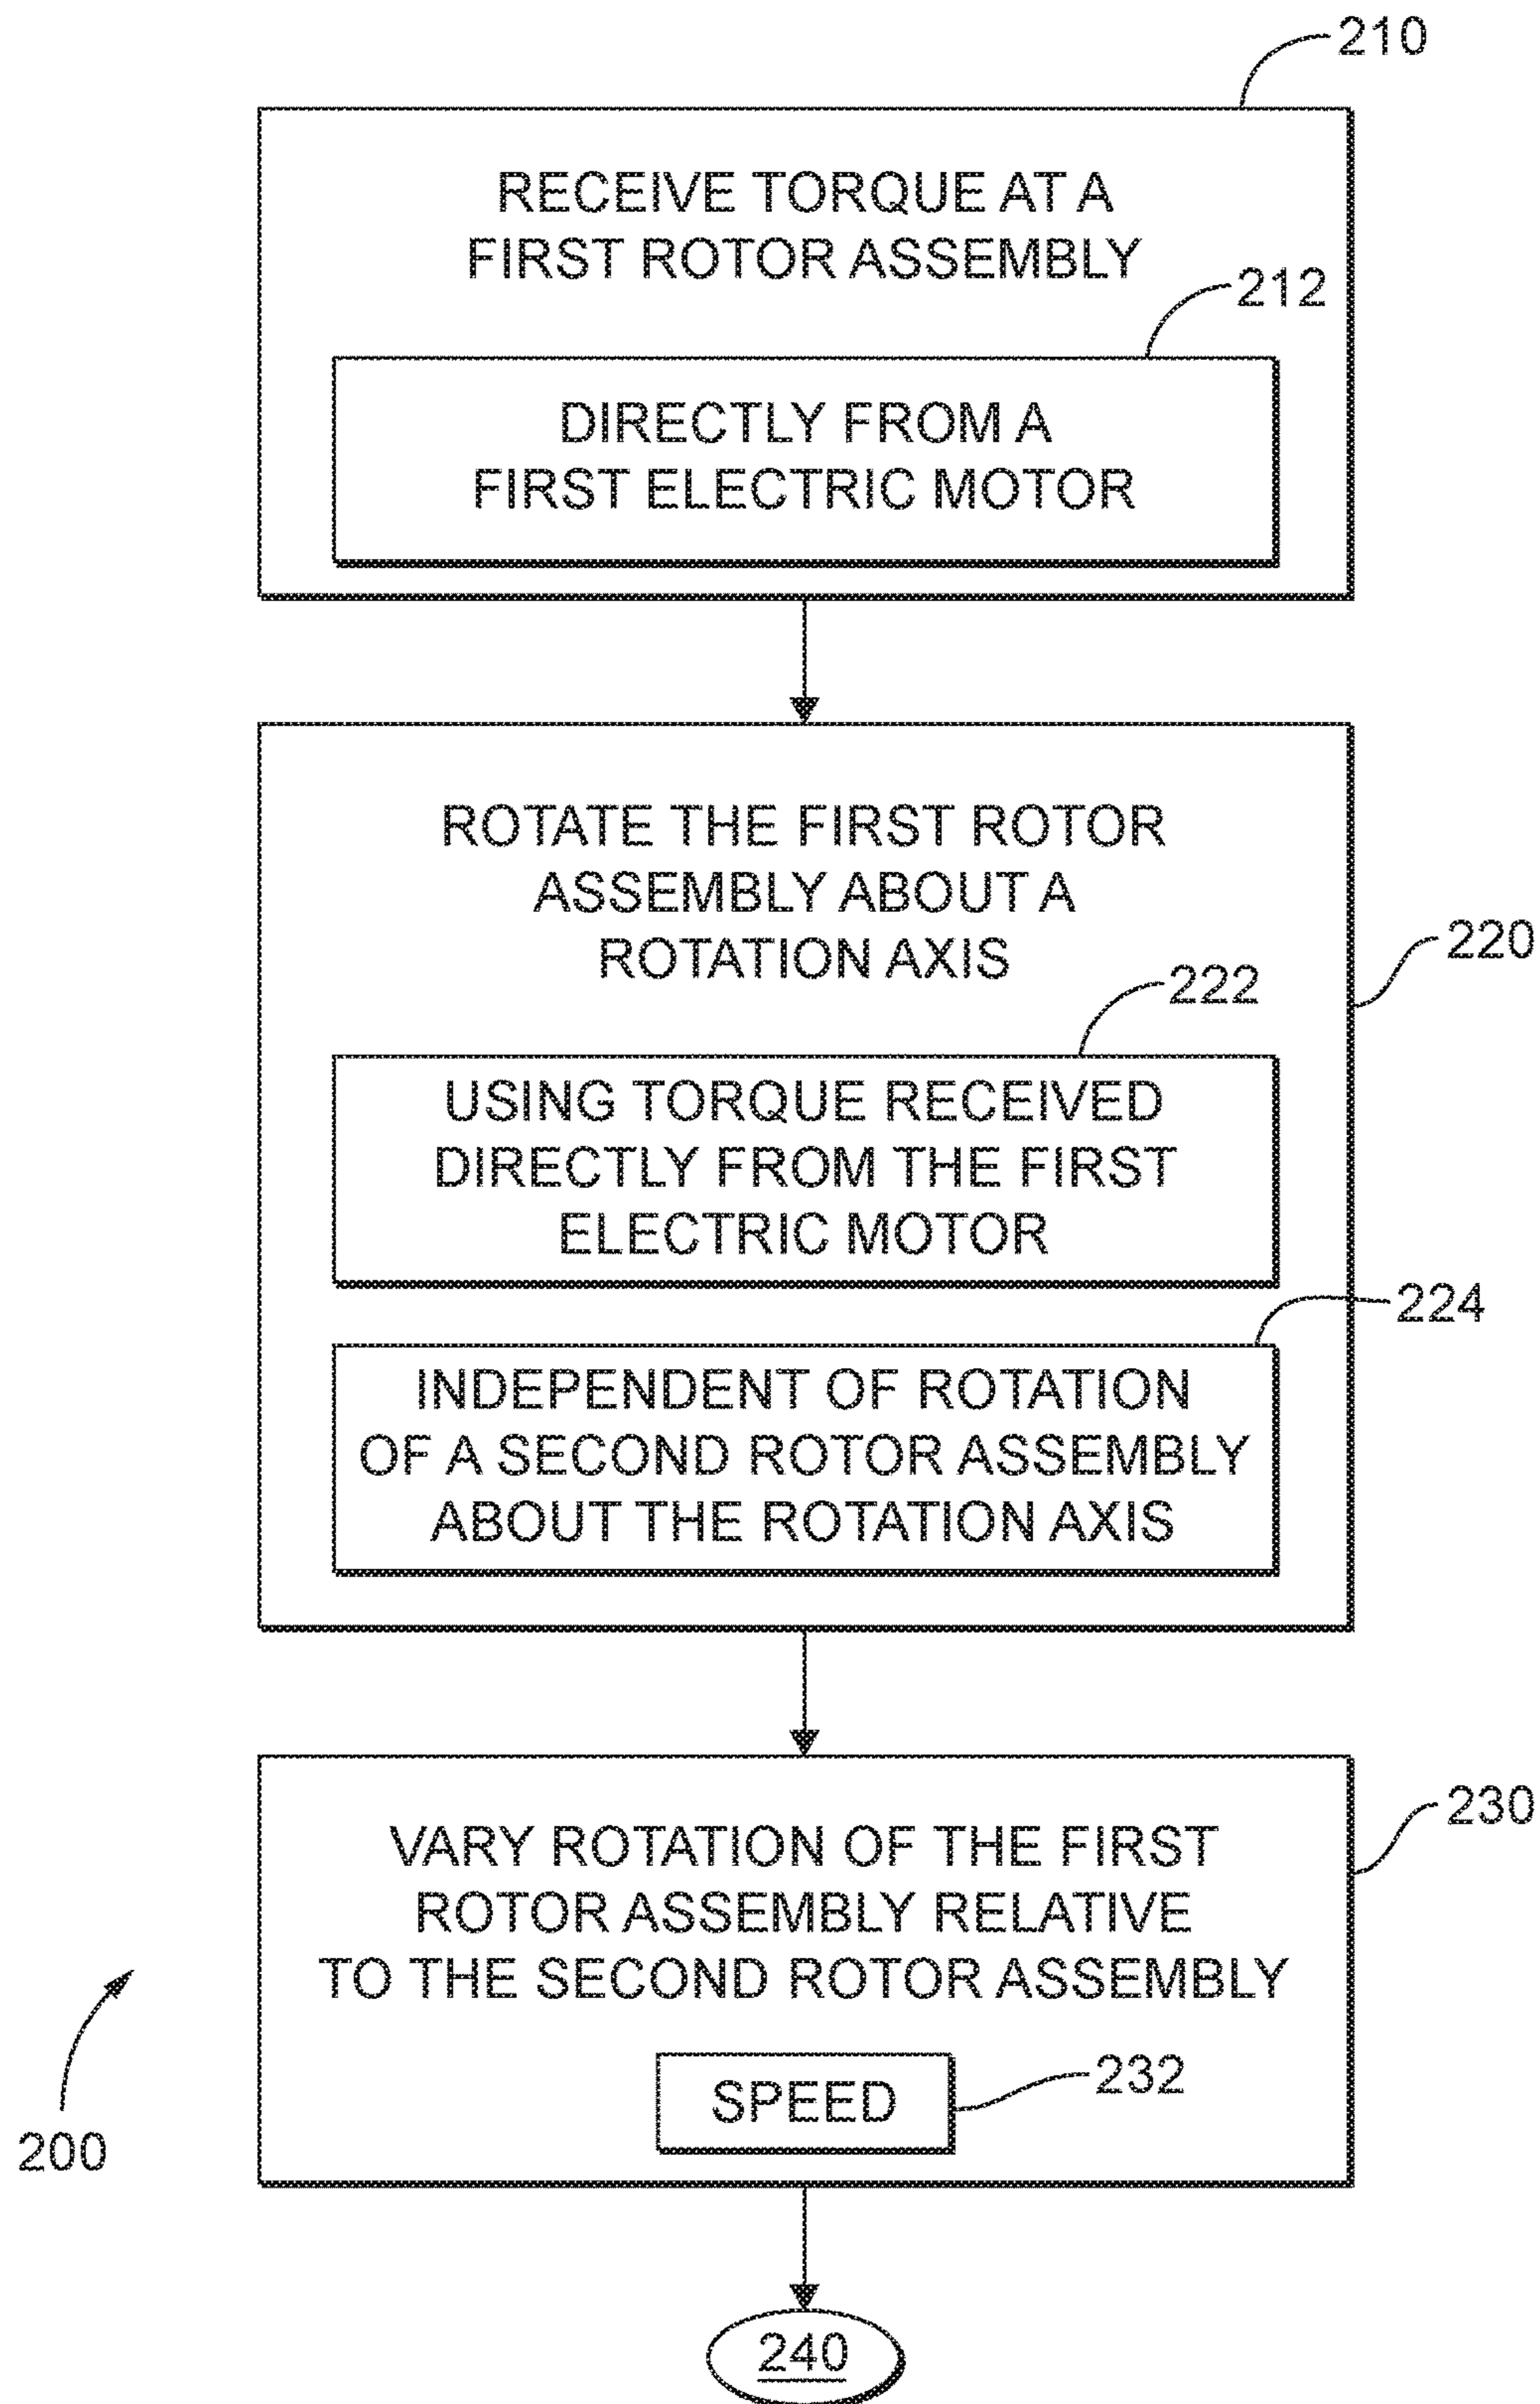 210
RECEIVE TORQUE AT A
FIRST ROTOR ASSEMBLY
212
DIRECTLY FROM A
FIRST ELECTRIC MOTOR
ROTATE THE FIRST ROTOR
ASSEMBLY ABOUT A
ROTATION AXIS
220
222
USING TORQUE RECEIVED
DIRECTLY FROM THE FIRST
ELECTRIC MOTOR
224
INDEPENDENT OF ROTATION
OF A SECOND ROTOR ASSEMBLY
ABOUT THE ROTATION AXIS
230
VARY ROTATION OF THE FIRST
ROTOR ASSEMBLY RELATIVE
TO THE SECOND ROTOR ASSEMBLY
SPEED
232
200
240